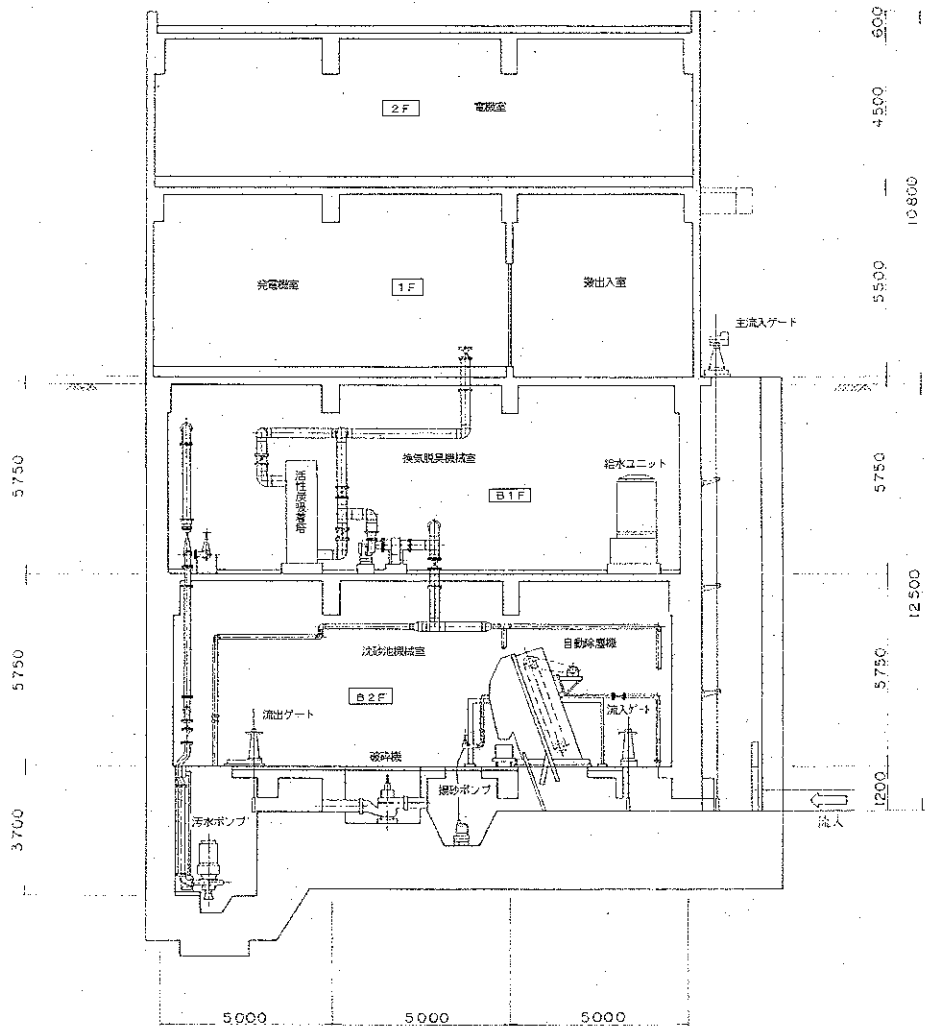 600
2F
電機室
4500
10800
発電機室
1F
搬出入室
5500
主流入ゲート
5750
換気脱臭機械室
給水ユニット
活性炭吸着塔
B1F
5750
12500
5750
沈砂池機械室
自動除塵機
B2F
5750
流出ゲート
流入ゲート
破砕機
揚砂ポンプ
1200
3700
汚水ポンプ
流入
5000
5000
5000